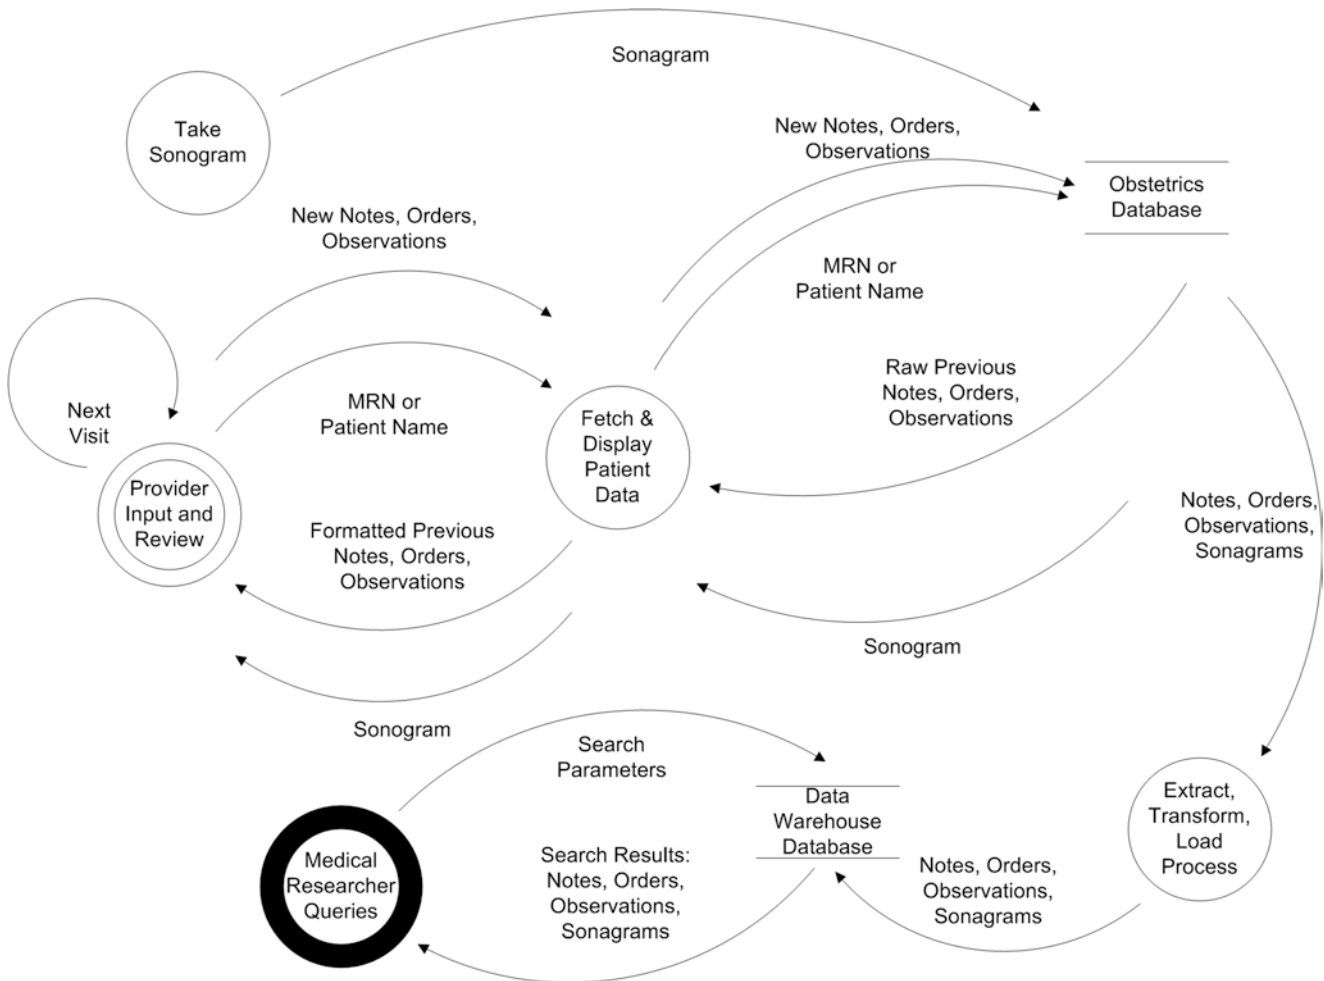 Sonagram
Take
Sonogram
New Notes, Orders,
Observations
Obstetrics
Database
New Notes, Orders,
Observations
MRN or
Patient Name
Next
Visit
MRN or
Patient Name
Fetch &
Display
Patient
Data
Raw Previous
Notes, Orders,
Observations
Provider
Input and
Review
Formatted Previous
Notes, Orders,
Observations
Notes, Orders,
Observations,
Sonagrams
Sonogram
Sonogram
Search
Parameters
Data
Warehouse
Database
Extract,
Transform,
Load
Process
Medical
Researcher
Queries
Search Results:
Notes, Orders,
Observations,
Sonagrams
Notes, Orders,
Observations,
Sonagrams